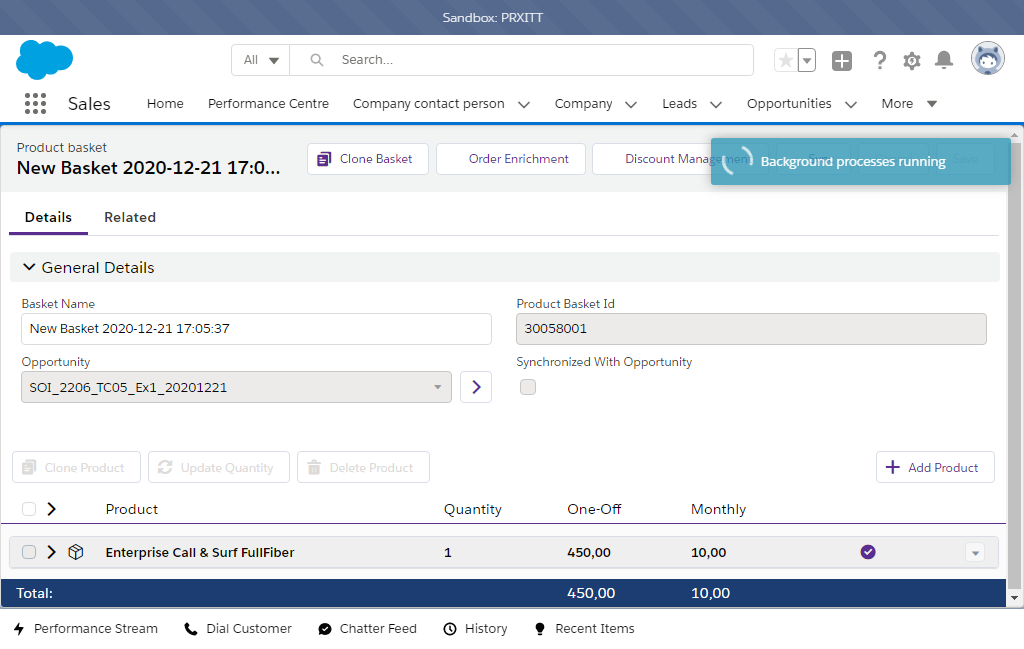 Sandbox: PRXITT
All
Search...
Sales
Home
Performance Centre
Company contact person
Company
Leads
Opportunities
More
Product basket
New Basket 2020-12-21 17:0...
Clone Basket
Order Enrichment
Discount Management
Background processes running
Details
Related
General Details
Basket Name
Product Basket Id
New Basket 2020-12-21 17:05:37
30058001
Opportunity
Synchronized With Opportunity
SOI_2206_TC05_Ex1_20201221
Clone Product
Update Quantity
Delete Product
Add Product
Product Quantity One-Off Monthly
Enterprise Call & Surf FullFiber 1 450,00 10,00
Total: 450,00 10,00
Performance Stream
Dial Customer
Chatter Feed
History
Recent Items